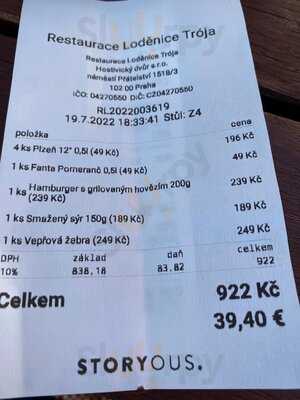 Restaurace Loděnice Trója
Restaurace Loděnice Trója
Hostivický dvůr s.r.o.
náměstí Přátelství 1518/3
102 00 Praha
IČO: 04270550 DIČ: CZ04270550
RL2022003619
19.7.2022 18:33:41 Stůl: Z4
položka cena
4 ks Plzeň 12° 0,5l (49 Kč) 196 Kč
1 ks Fanta Pomeranč 0,5l (49 Kč) 49 Kč
1 ks Hamburger s grilovaným hovězím 200g (239 Kč) 239 Kč
1 ks Smažený sýr 150g (189 Kč) 189 Kč
1 ks Vepřová žebra (249 Kč) 249 Kč
DPH základ daň celkem
10% 838,18 83,82 922
Celkem 922 Kč
39,40 €
STORYOUS.